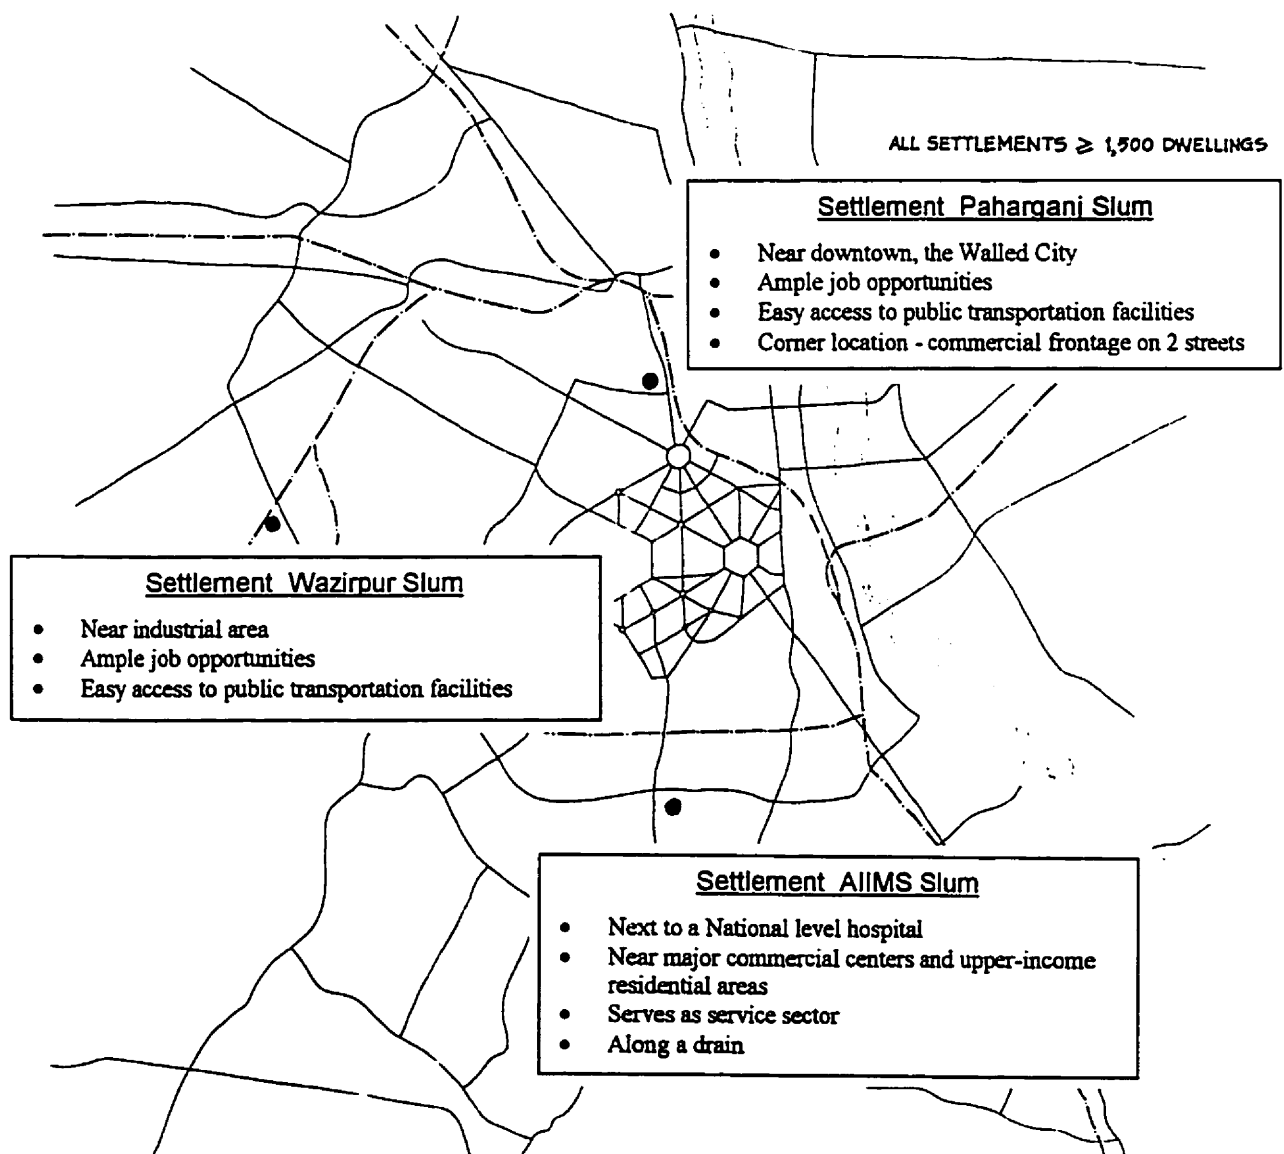 ALL SETTLEMENTS ≥ 1,500 DWELLINGS
Settlement Paharganj Slum
• Near downtown, the Walled City
• Ample job opportunities
• Easy access to public transportation facilities
• Corner location - commercial frontage on 2 streets
Settlement Wazirpur Slum
• Near industrial area
• Ample job opportunities
• Easy access to public transportation facilities
Settlement AIIMS Slum
• Next to a National level hospital
• Near major commercial centers and upper-income
residential areas
• Serves as service sector
• Along a drain